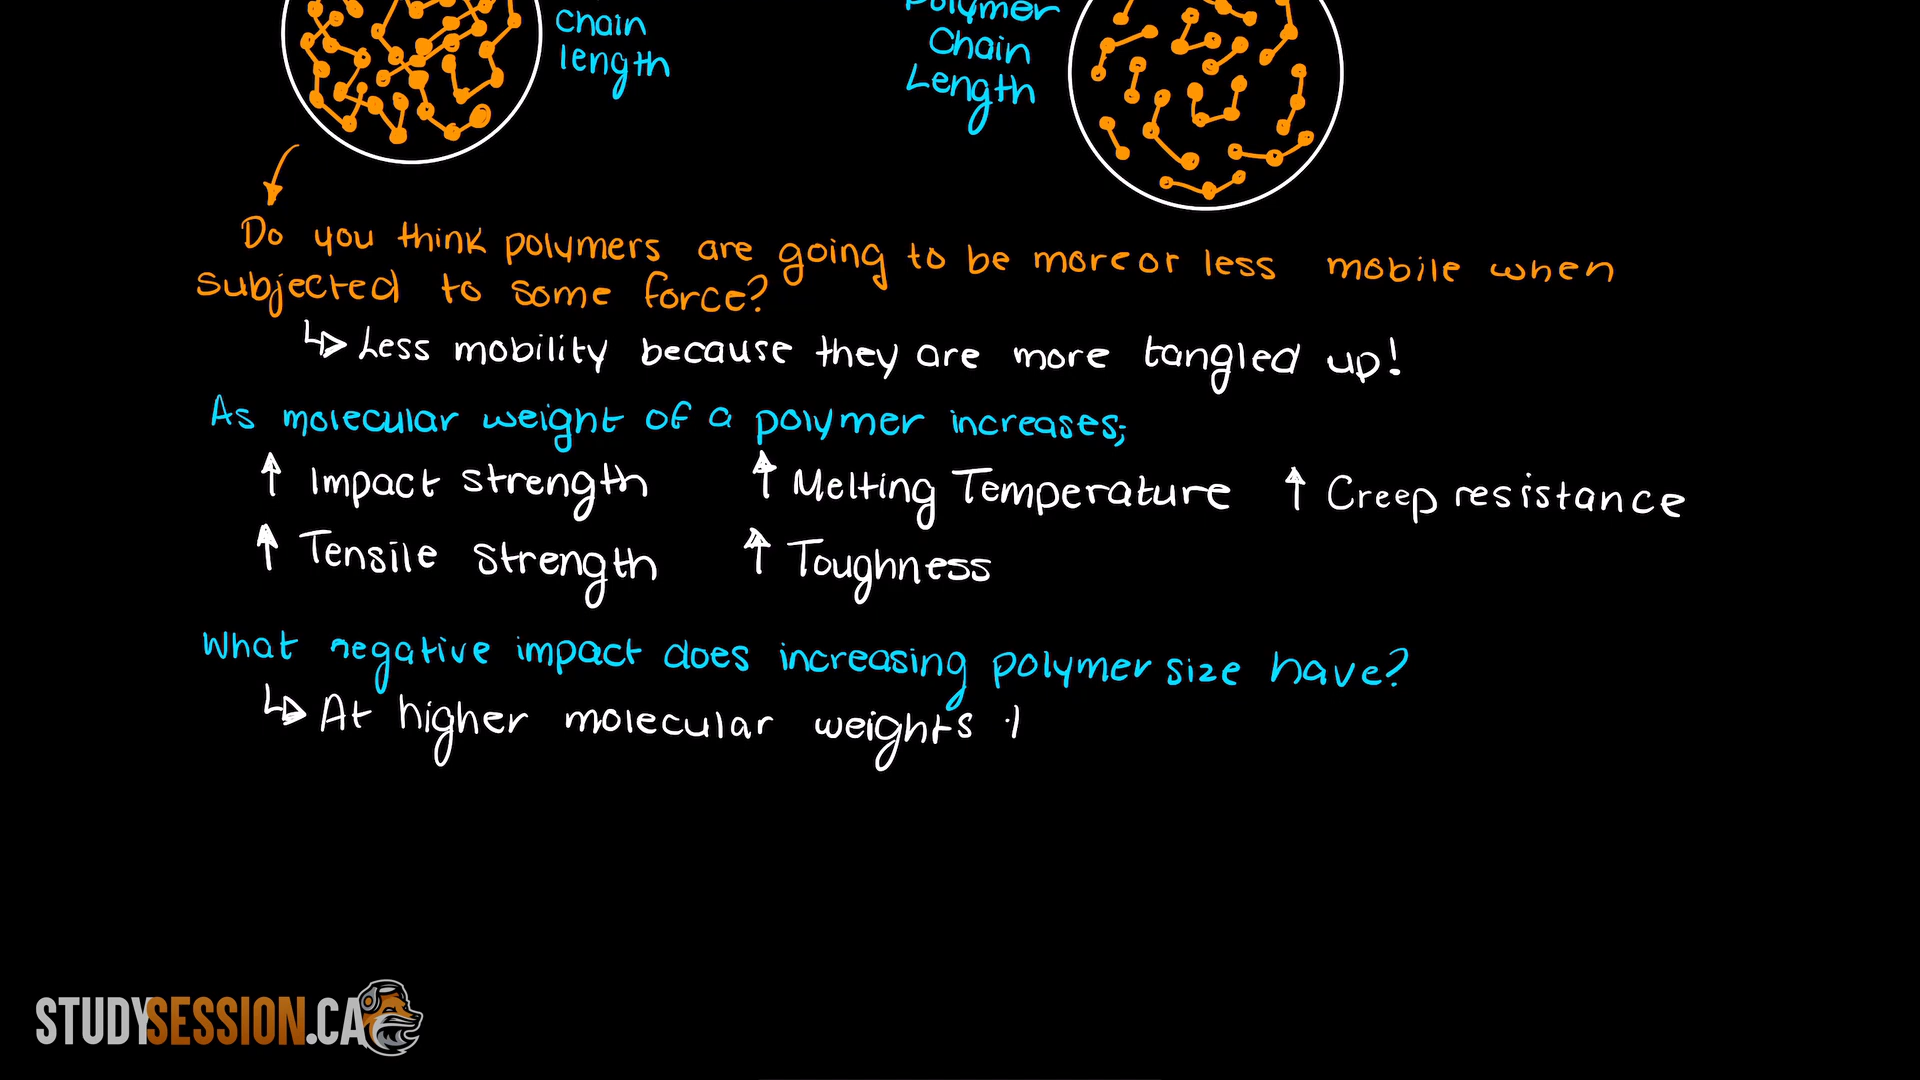 Chain
length
Polymer
Chain
Length
Do you think polymers are going to be more or less mobile when
subjected to some force?
Less mobility because they are more tangled up!
As molecular weight of a polymer increases;
↑ Impact strength ↑ Melting Temperature ↑ Creep resistance
↑ Tensile strength ↑ Toughness
What negative impact does increasing polymer size have?
At higher molecular weights
STUDYSESSION.CA